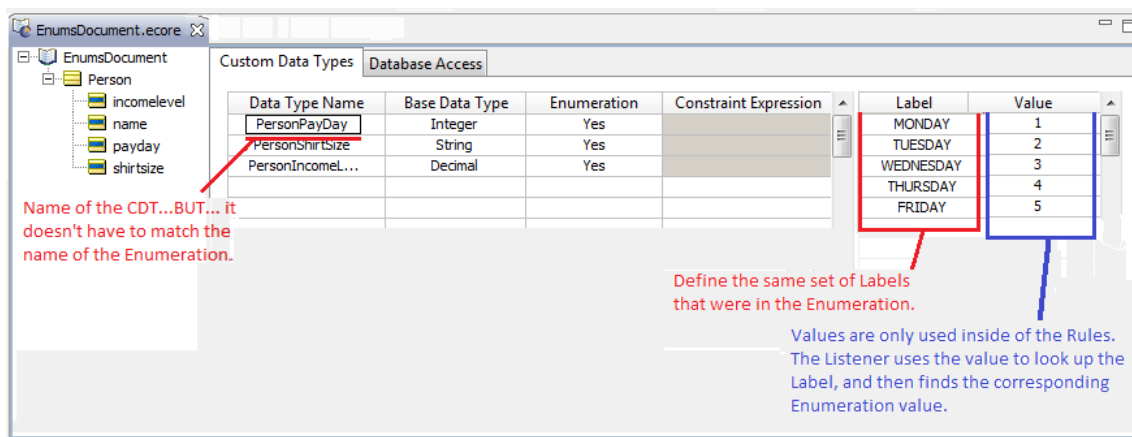 EnumsDocument.ecore
EnumsDocument
Person
incomelevel
name
payday
shirtsize
Custom Data Types Database Access
Data Type Name Base Data Type Enumeration Constraint Expression
PersonPayDay Integer Yes
PersonShirtSize String Yes
PersonIncomeL... Decimal Yes
Label Value
MONDAY 1
TUESDAY 2
WEDNESDAY 3
THURSDAY 4
FRIDAY 5
Name of the CDT...BUT... it
doesn't have to match the
name of the Enumeration.
Define the same set of Labels
that were in the Enumeration.
Values are only used inside of the Rules.
The Listener uses the value to look up the
Label, and then finds the corresponding
Enumeration value.